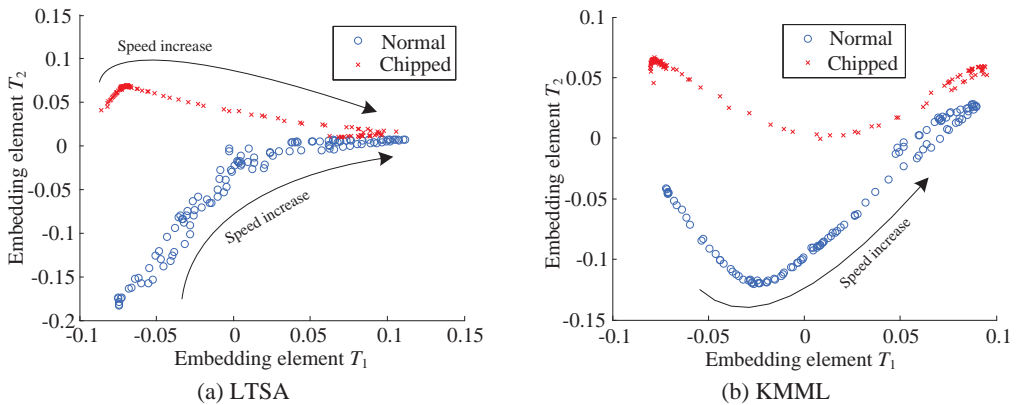 0.15
0.1
0.05
0
-0.05
-0.1
-0.15
-0.2
Embedding element T2
-0.1
-0.05
0
0.05
0.1
0.15
Embedding element T1
Speed increase
Speed increase
Normal
Chipped
(a) LTSA
0.1
0.05
0
-0.05
-0.1
-0.15
Embedding element T2
-0.1
-0.05
0
0.05
0.1
Embedding element T1
Normal
Chipped
Speed increase
(b) KMML